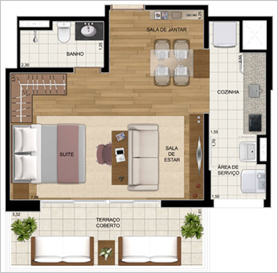 SALA DE JANTAR
BANHO
COZINHA
SUITE
SALA
DE
ESTAR
ÁREA DE
SERVIÇO
TERRAÇO
COBERTO